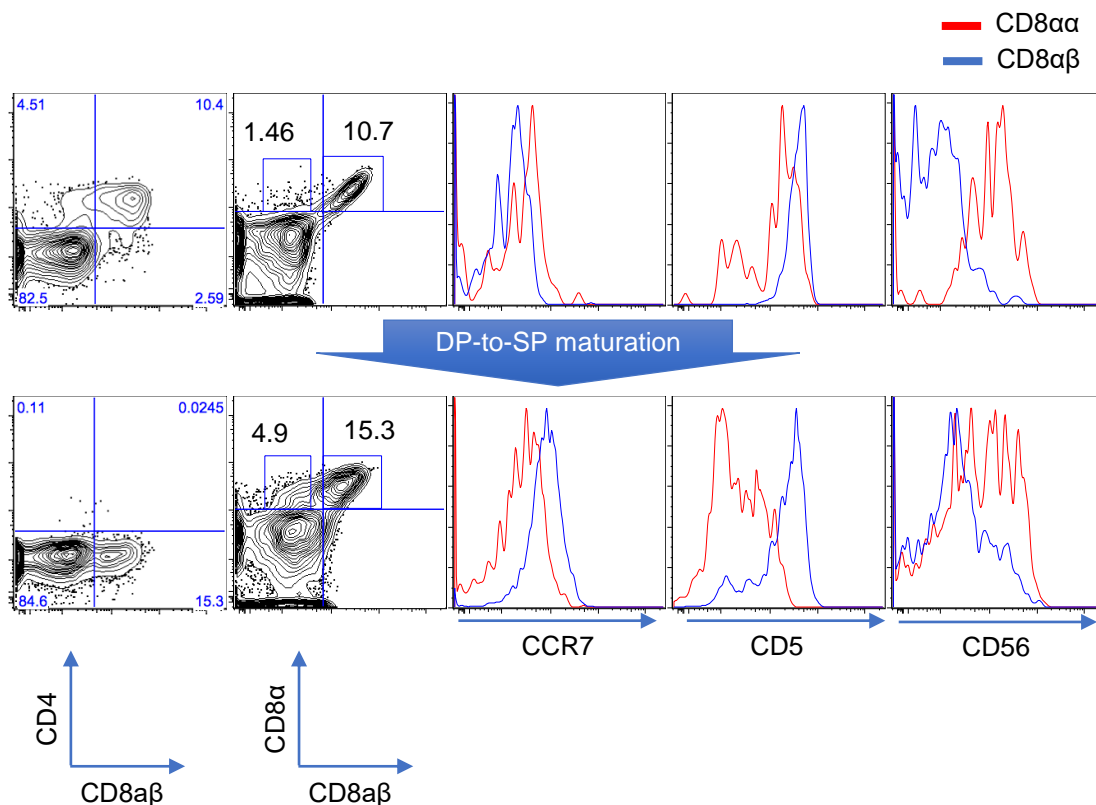 CD8αα
CD8αβ
4.51 10.4
82.5 2.59
1.46 10.7
DP-to-SP maturation
0.11 0.0245
84.6 15.3
4.9 15.3
CCR7
CD5
CD56
CD4
CD8aβ
CD8α
CD8aβ